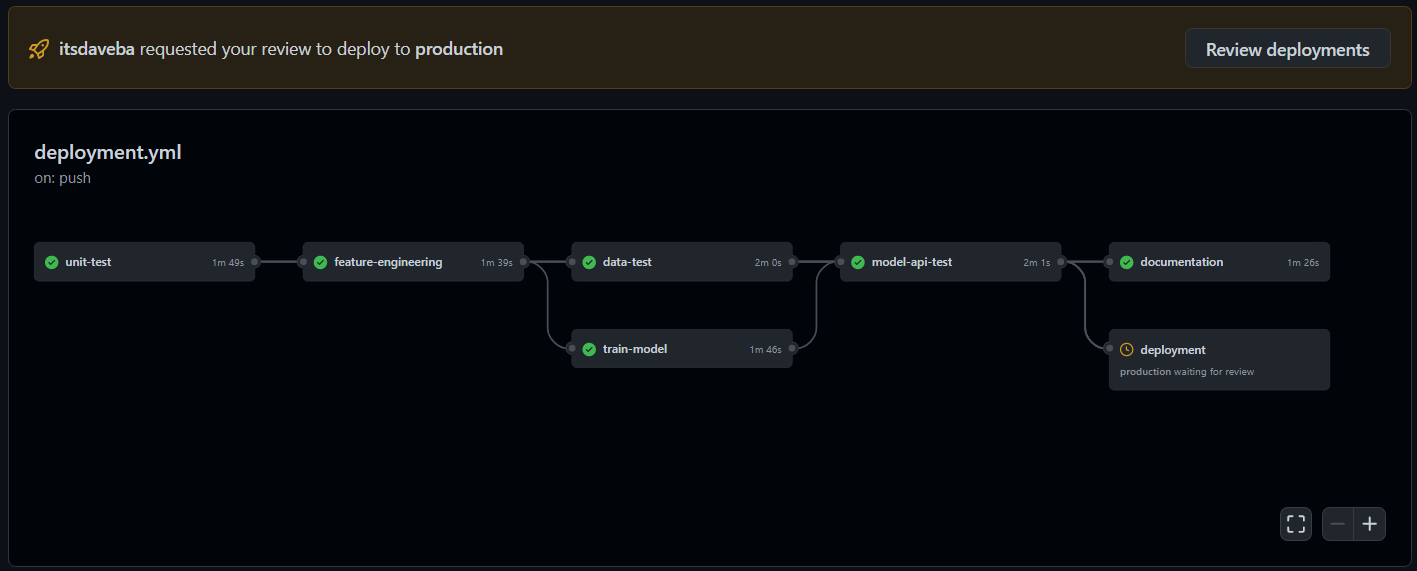 itsdaveba requested your review to deploy to production
Review deployments
deployment.yml
on: push
unit-test 1m 49s
feature-engineering 1m 39s
data-test 2m 0s
model-api-test 2m 1s
documentation 1m 26s
train-model 1m 46s
deployment
production waiting for review